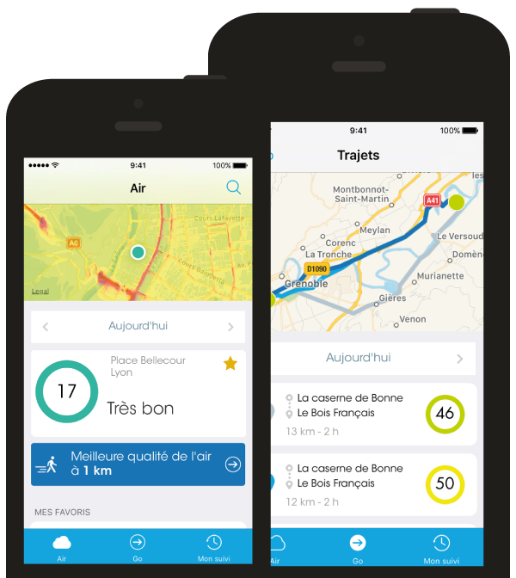 9:41
100%
Air
Cours Lafayette
A6
Legal
Aujourd'hui
17
Place Bellecour
Lyon
Très bon
Meilleure qualité de l'air
à 1 km
MES FAVORIS
Air
Go
Mon suivi
9:41
100%
Trajets
Montbonnot-
Saint-Martin
A41
les
Meylan
Corenc
Le Versoud
La Tronche
Domèn
D1090
Murianette
Grenoble
Gières
Venon
Aujourd'hui
La caserne de Bonne
Le Bois Français
13 km - 2 h
46
La caserne de Bonne
Le Bois Français
12 km - 2 h
50
Air
Go
Mon suivi